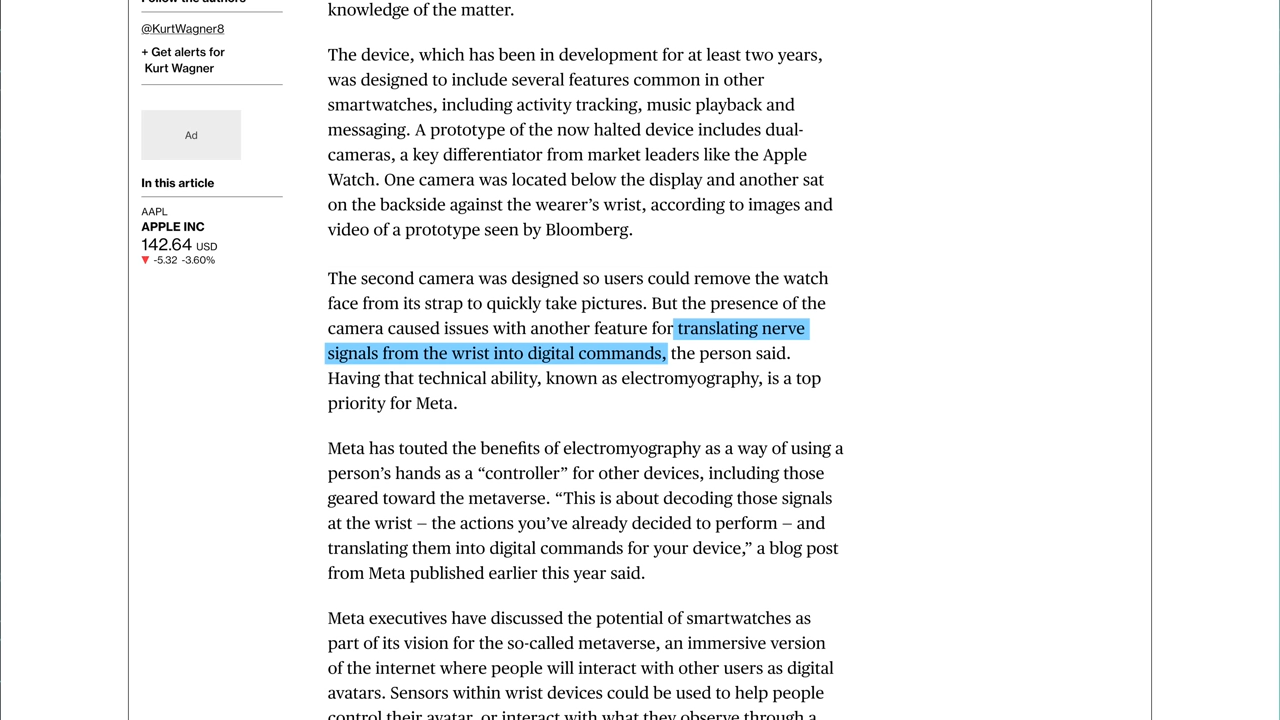 Follow the authors
@KurtWagner8
+ Get alerts for
Kurt Wagner
Ad
In this article
AAPL
APPLE INC
142.64 USD
▼ -5.32 -3.60%
knowledge of the matter.
The device, which has been in development for at least two years,
was designed to include several features common in other
smartwatches, including activity tracking, music playback and
messaging. A prototype of the now halted device includes dual-
cameras, a key differentiator from market leaders like the Apple
Watch. One camera was located below the display and another sat
on the backside against the wearer’s wrist, according to images and
video of a prototype seen by Bloomberg.
The second camera was designed so users could remove the watch
face from its strap to quickly take pictures. But the presence of the
camera caused issues with another feature for translating nerve
signals from the wrist into digital commands, the person said.
Having that technical ability, known as electromyography, is a top
priority for Meta.
Meta has touted the benefits of electromyography as a way of using a
person’s hands as a “controller” for other devices, including those
geared toward the metaverse. “This is about decoding those signals
at the wrist — the actions you’ve already decided to perform — and
translating them into digital commands for your device,” a blog post
from Meta published earlier this year said.
Meta executives have discussed the potential of smartwatches as
part of its vision for the so-called metaverse, an immersive version
of the internet where people will interact with other users as digital
avatars. Sensors within wrist devices could be used to help people
control their avatar, or interact with what they observe through a